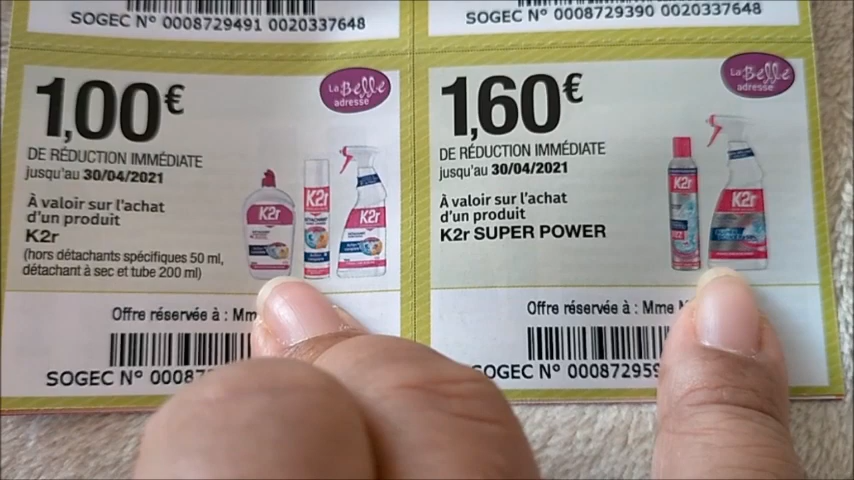 SOGEC N° 0008729491 0020337648
SOGEC N° 0008729390 0020337648
1,00€
La Belle
adresse
DE RÉDUCTION IMMÉDIATE
jusqu'au 30/04/2021
À valoir sur l'achat
d'un produit
K2r
(hors détachants spécifiques 50 ml,
détachant à sec et tube 200 ml)
K2r
K2r
K2r
Offre réservée à : Mm
SOGEC N° 00087
1,60€
La Belle
adresse
DE RÉDUCTION IMMÉDIATE
jusqu'au 30/04/2021
À valoir sur l'achat
d'un produit
K2r SUPER POWER
K2r
K2r
Offre réservée à : Mme
SOGEC N° 000872959